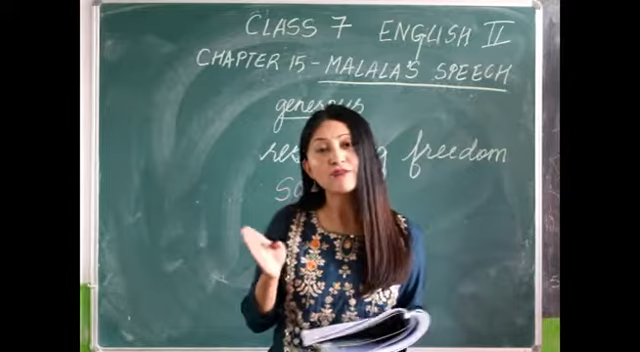 CLASS 7 ENGLISH II
CHAPTER 15 - MALALA'S SPEECH
generous
freedom